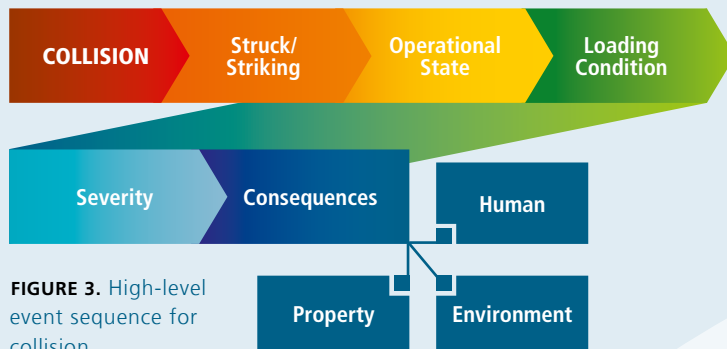 COLLISION
Struck/
Striking
Operational
State
Loading
Condition
Severity
Consequences
Human
FIGURE 3. High-level
event sequence for
collision
Property
Environment